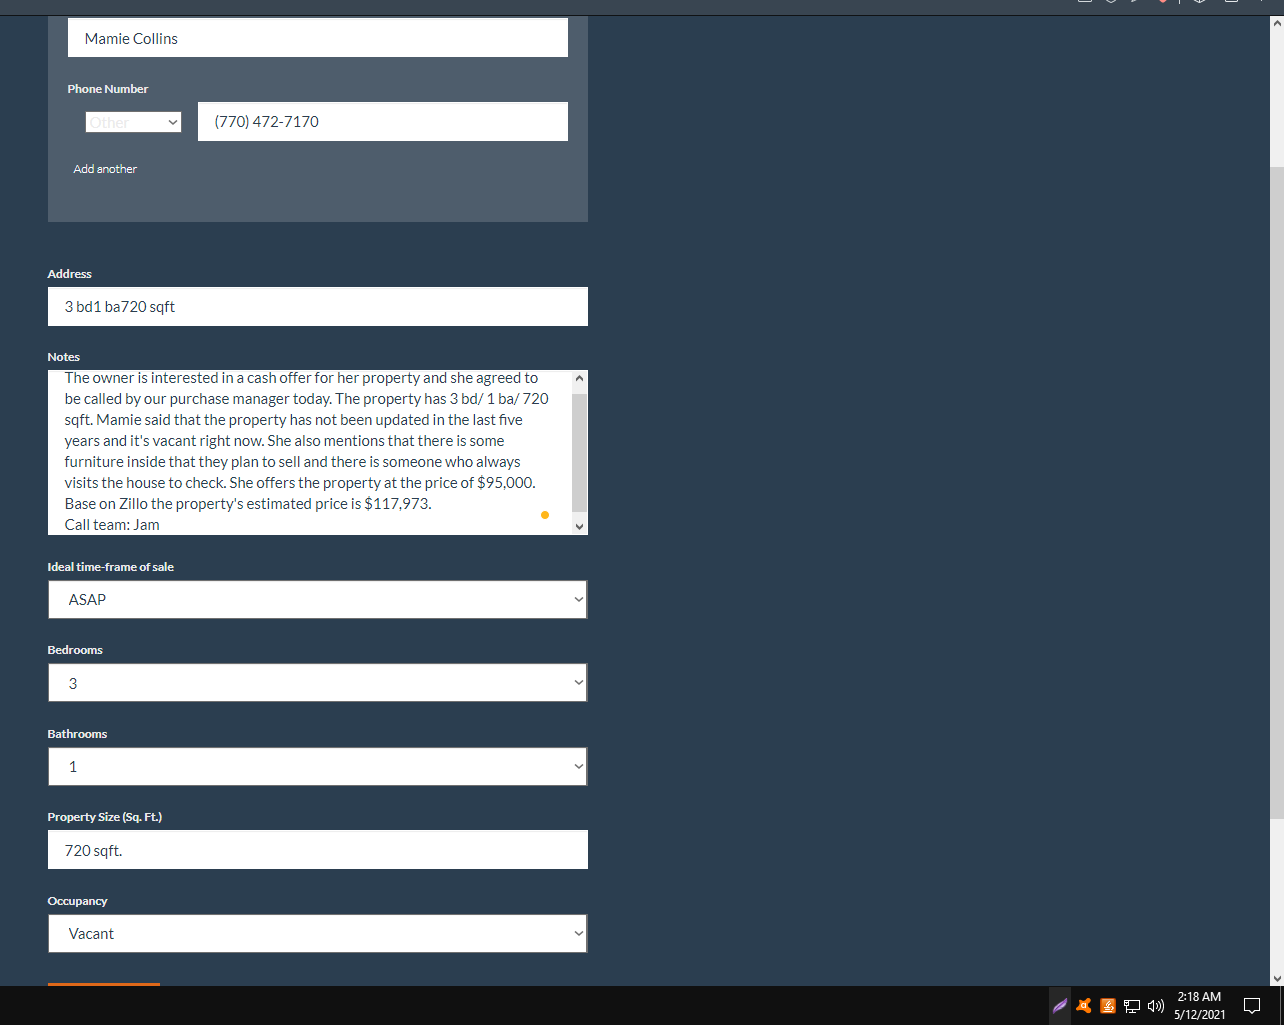 Mamie Collins
Phone Number
Other
(770) 472-7170
Add another
Address
3 bd1 ba720 sqft
Notes
The owner is interested in a cash offer for her property and she agreed to
be called by our purchase manager today. The property has 3 bd/ 1 ba/ 720
sqft. Mamie said that the property has not been updated in the last five
years and it's vacant right now. She also mentions that there is some
furniture inside that they plan to sell and there is someone who always
visits the house to check. She offers the property at the price of $95,000.
Base on Zillo the property's estimated price is $117,973.
Call team: Jam
Ideal time-frame of sale
ASAP
Bedrooms
3
Bathrooms
1
Property Size (Sq. Ft.)
720 sqft.
Occupancy
Vacant
2:18 AM
5/12/2021